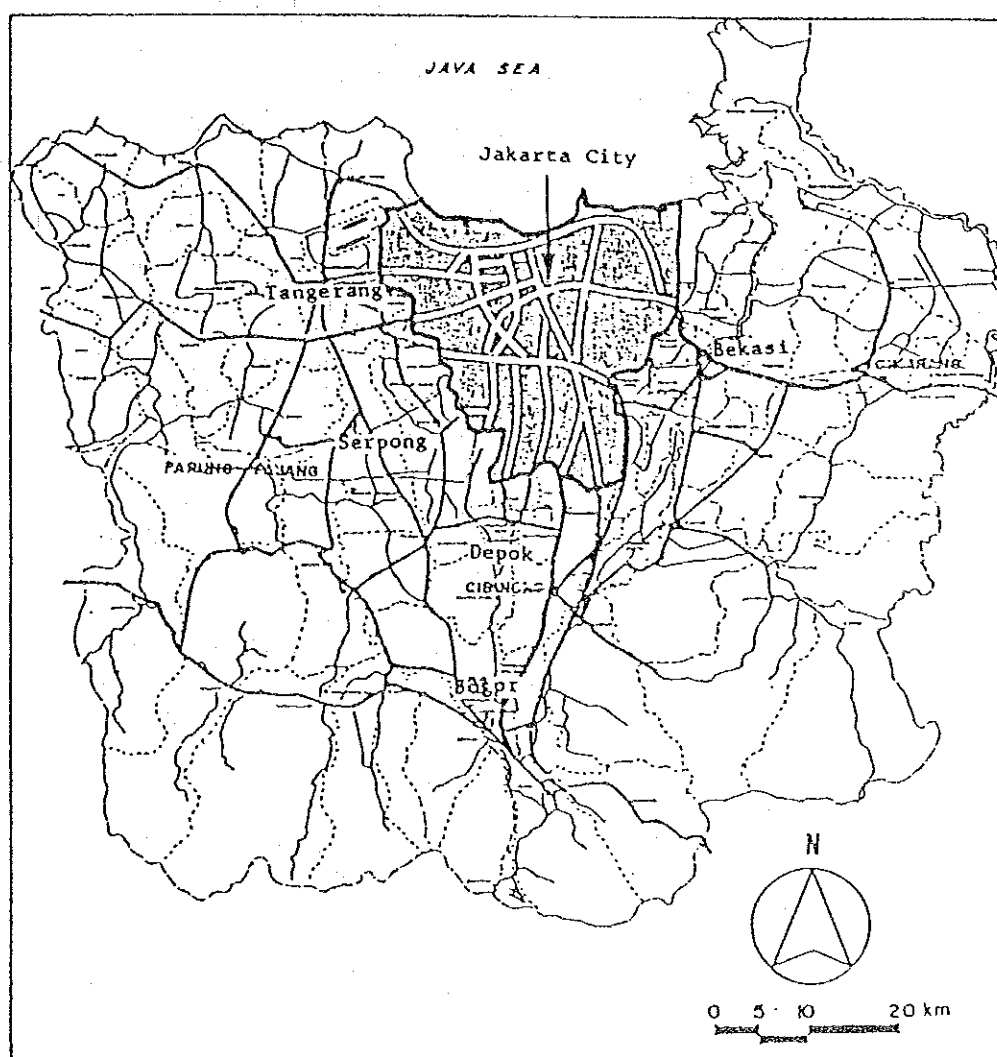 JAVA SEA
Jakarta City
Tangerang
Bekasi
Serpong
Depok
N
0 5 10 20 km